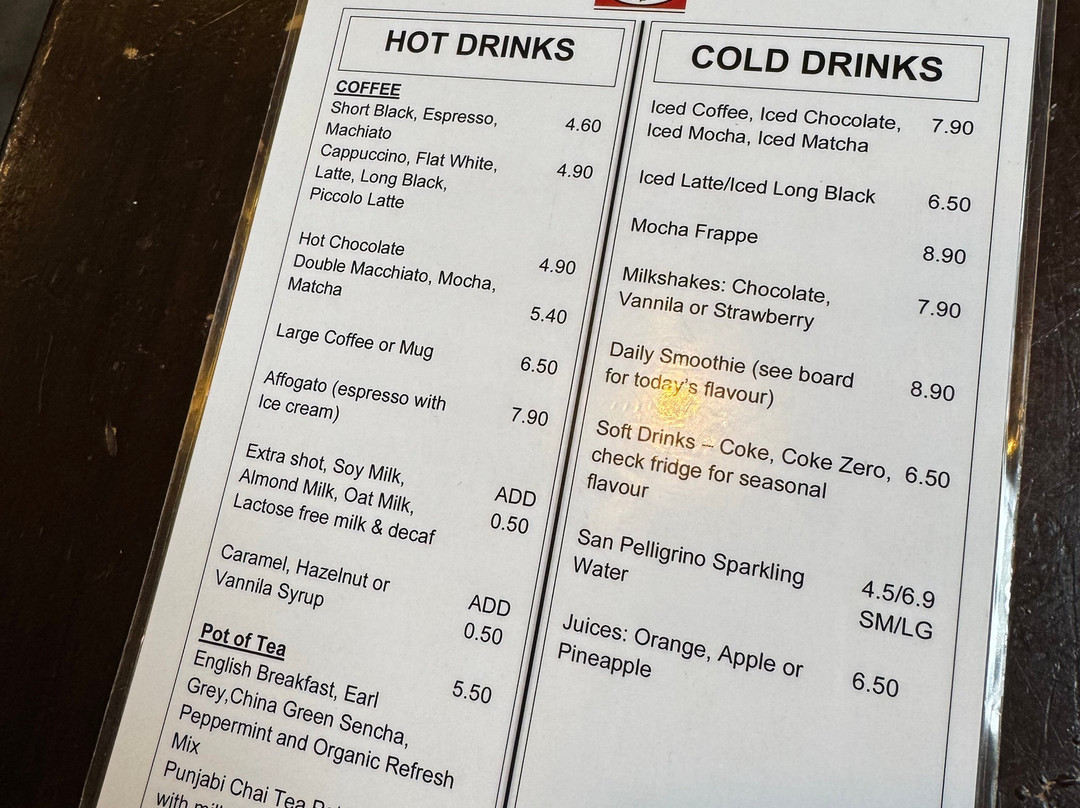 HOT DRINKS
COFFEE
Short Black, Espresso, 4.60
Machiato
Cappuccino, Flat White, 4.90
Latte, Long Black,
Piccolo Latte
Hot Chocolate 4.90
Double Macchiato, Mocha,
Matcha 5.40
Large Coffee or Mug 6.50
Affogato (espresso with 7.90
Ice cream)
Extra shot, Soy Milk, ADD
Almond Milk, Oat Milk, 0.50
Lactose free milk & decaf
Caramel, Hazelnut or ADD
Vannila Syrup 0.50
Pot of Tea
English Breakfast, Earl 5.50
Grey,China Green Sencha,
Peppermint and Organic Refresh
Mix
Punjabi Chai Tea
with
COLD DRINKS
Iced Coffee, Iced Chocolate, 7.90
Iced Mocha, Iced Matcha
Iced Latte/Iced Long Black 6.50
Mocha Frappe 8.90
Milkshakes: Chocolate, 7.90
Vannila or Strawberry
Daily Smoothie (see board 8.90
for today's flavour)
Soft Drinks – Coke, Coke Zero, 6.50
check fridge for seasonal
flavour
San Pelligrino Sparkling 4.5/6.9
Water SM/LG
Juices: Orange, Apple or 6.50
Pineapple